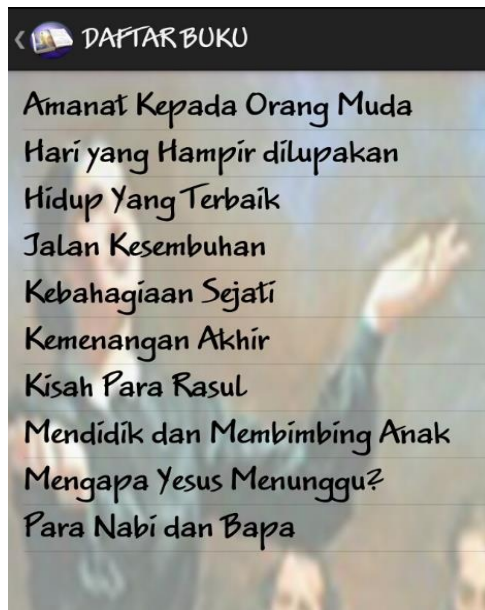 DAFTAR BUKU
Amanat Kepada Orang Muda
Hari yang Hampir dilupakan
Hidup Yang Terbaik
Jalan Kesembuhan
Kebahagiaan Sejati
Kemenangan Akhir
Kisah Para Rasul
Mendidik dan Membimbing Anak
Mengapa Yesus Menunggu?
Para Nabi dan Bapa